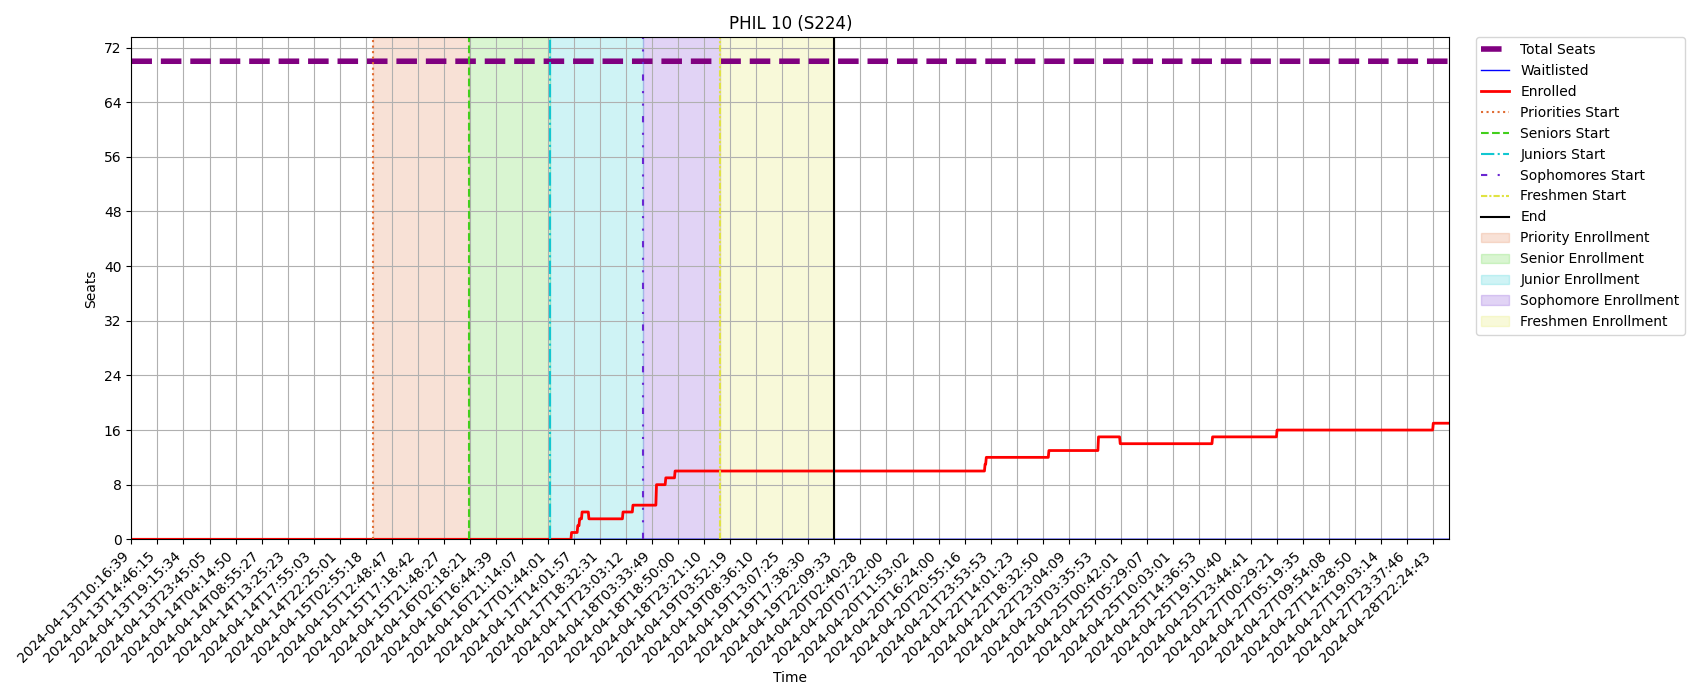 PHIL 10 (S224)
Seats
72
64
56
48
40
32
24
16
8
0
2024-04-13T10:16:39
2024-04-13T14:46:15
2024-04-13T19:15:34
2024-04-13T23:45:05
2024-04-14T04:14:50
2024-04-14T08:55:27
2024-04-14T13:25:23
2024-04-14T17:55:03
2024-04-14T22:25:01
2024-04-15T02:55:18
2024-04-15T12:48:47
2024-04-15T17:18:42
2024-04-15T21:48:27
2024-04-16T02:18:21
2024-04-16T16:44:39
2024-04-16T21:14:07
2024-04-17T01:44:01
2024-04-17T14:01:57
2024-04-17T18:32:31
2024-04-17T23:03:12
2024-04-18T03:33:49
2024-04-18T18:50:00
2024-04-18T23:21:10
2024-04-19T03:52:19
2024-04-19T08:36:10
2024-04-19T13:07:25
2024-04-19T17:38:30
2024-04-19T22:09:33
2024-04-20T02:40:28
2024-04-20T07:22:00
2024-04-20T11:53:02
2024-04-20T16:24:00
2024-04-20T20:55:16
2024-04-21T23:53:53
2024-04-22T14:01:23
2024-04-22T18:32:50
2024-04-22T23:04:09
2024-04-23T03:35:53
2024-04-25T00:42:01
2024-04-25T05:29:07
2024-04-25T10:03:01
2024-04-25T14:36:53
2024-04-25T19:10:40
2024-04-25T23:44:41
2024-04-27T00:29:21
2024-04-27T05:19:35
2024-04-27T09:54:08
2024-04-27T14:28:50
2024-04-27T19:03:14
2024-04-27T23:37:46
2024-04-28T22:24:43
Time
Total Seats
Waitlisted
Enrolled
Priorities Start
Seniors Start
Juniors Start
Sophomores Start
Freshmen Start
End
Priority Enrollment
Senior Enrollment
Junior Enrollment
Sophomore Enrollment
Freshmen Enrollment